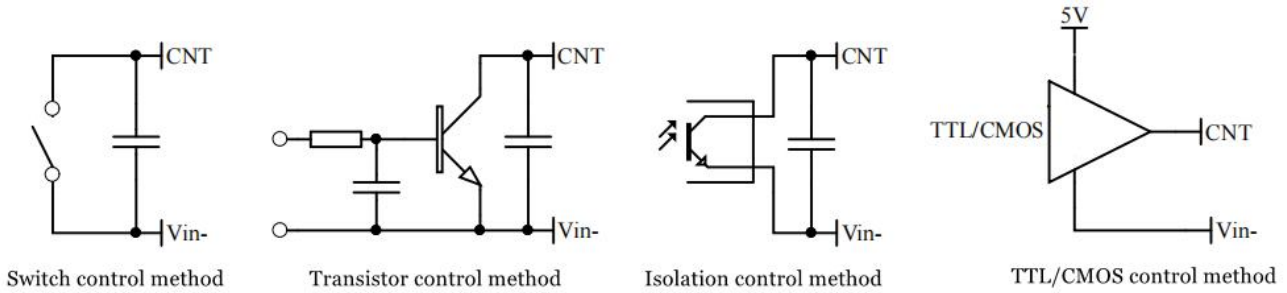 CNT
Vin-
Switch control method
CNT
Vin-
Transistor control method
CNT
Vin-
Isolation control method
5V
TTL/CMOS
CNT
Vin-
TTL/CMOS control method